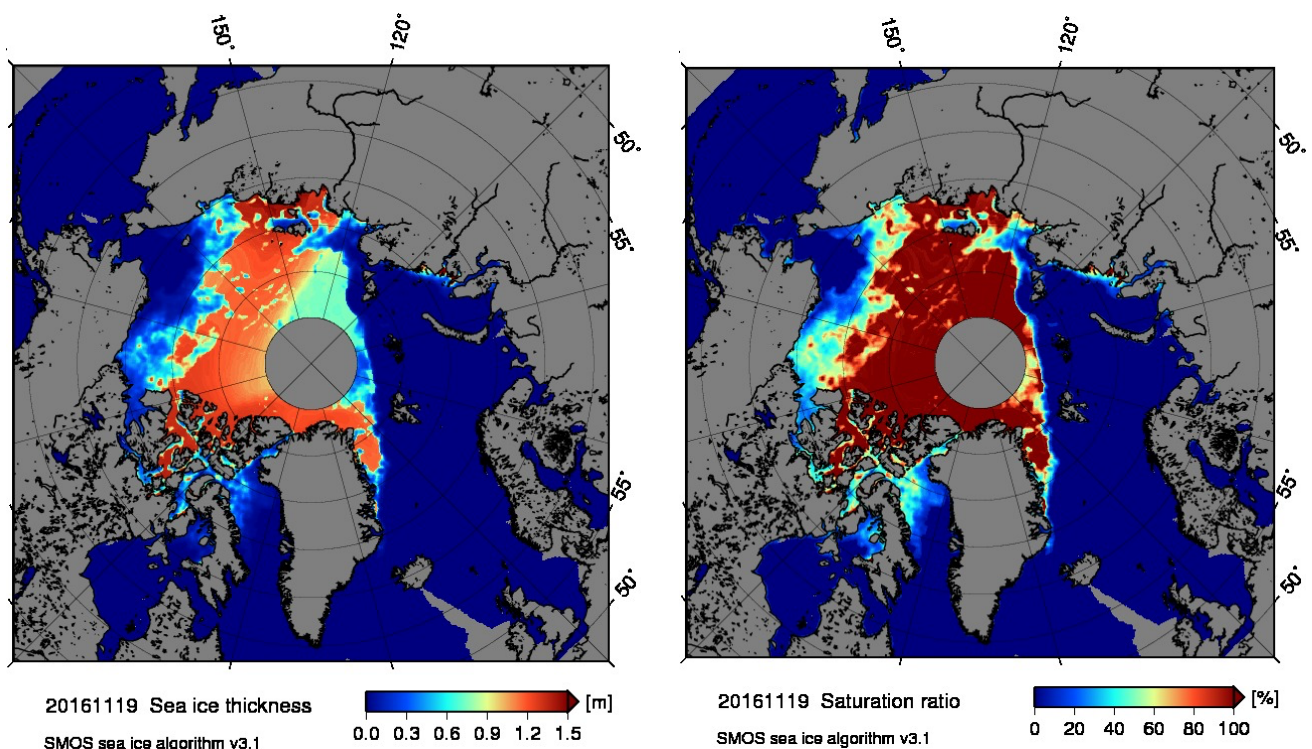 150° 120°
50°
55°
55°
50°
20161119 Sea ice thickness
[m]
0.0 0.3 0.6 0.9 1.2 1.5
SMOS sea ice algorithm v3.1
150° 120°
50°
55°
55°
50°
20161119 Saturation ratio
[%]
0 20 40 60 80 100
SMOS sea ice algorithm v3.1